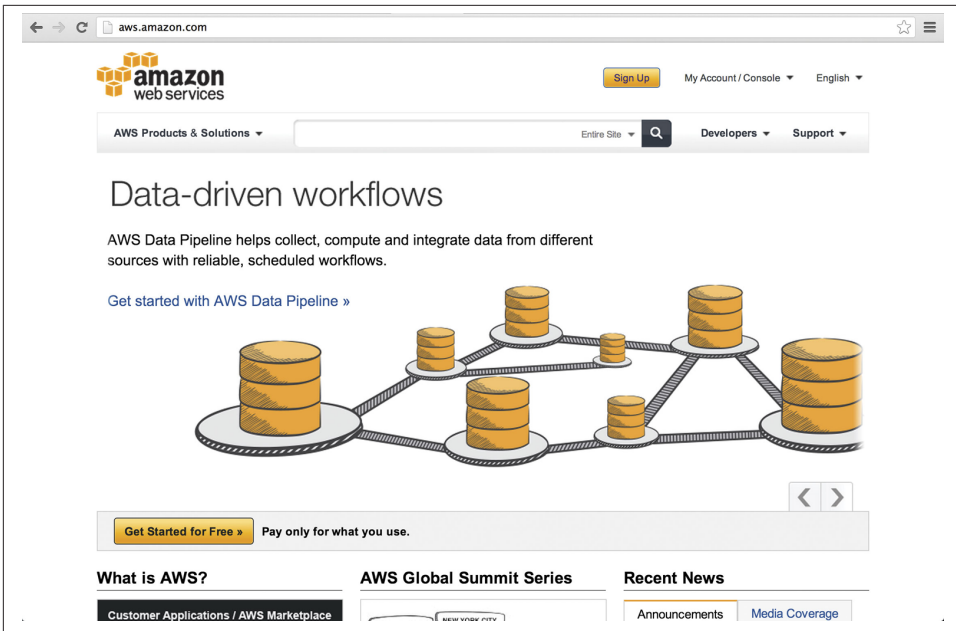 aws.amazon.com
amazon
web services
Sign Up
My Account / Console
English
AWS Products & Solutions
Entire Site
Developers
Support
Data-driven workflows
AWS Data Pipeline helps collect, compute and integrate data from different
sources with reliable, scheduled workflows.
Get started with AWS Data Pipeline »
Get Started for Free »
Pay only for what you use.
What is AWS?
AWS Global Summit Series
Recent News
Customer Applications / AWS Marketplace
NEW YORK CITY
Announcements
Media Coverage